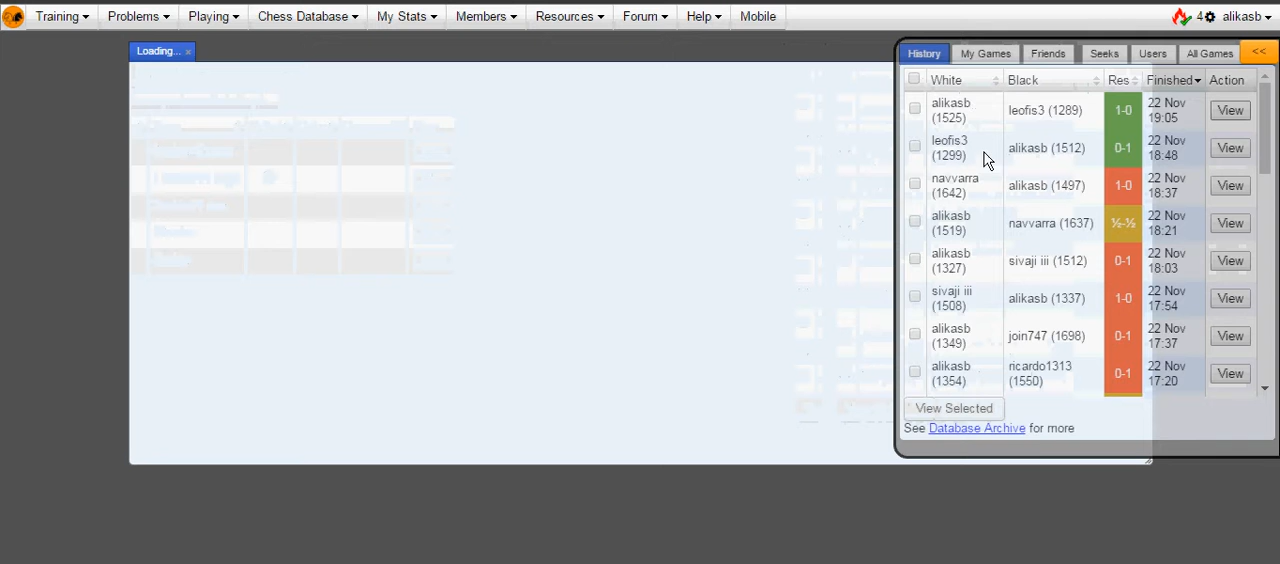 Training Problems Playing Chess Database My Stats Members Resources Forum Help Mobile 4 alikasb
Loading... ×
History My Games Friends Seeks Users All Games <<
White Black Res Finished Action
alikasb (1525) leofis3 (1289) 1-0 22 Nov 19:05 View
leofis3 (1299) alikasb (1512) 0-1 22 Nov 18:48 View
navvarra (1642) alikasb (1497) 1-0 22 Nov 18:37 View
alikasb (1519) navvarra (1637) ½-½ 22 Nov 18:21 View
alikasb (1327) sivaji iii (1512) 0-1 22 Nov 18:03 View
sivaji iii (1508) alikasb (1337) 1-0 22 Nov 17:54 View
alikasb (1349) join747 (1698) 0-1 22 Nov 17:37 View
alikasb (1354) ricardo1313 (1550) 0-1 22 Nov 17:20 View
View Selected
See Database Archive for more